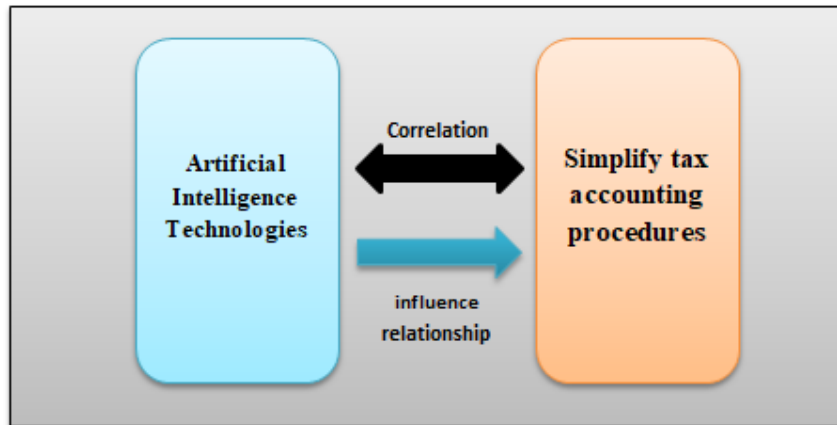 Artificial
Intelligence
Technologies
Correlation
influence
relationship
Simplify tax
accounting
procedures